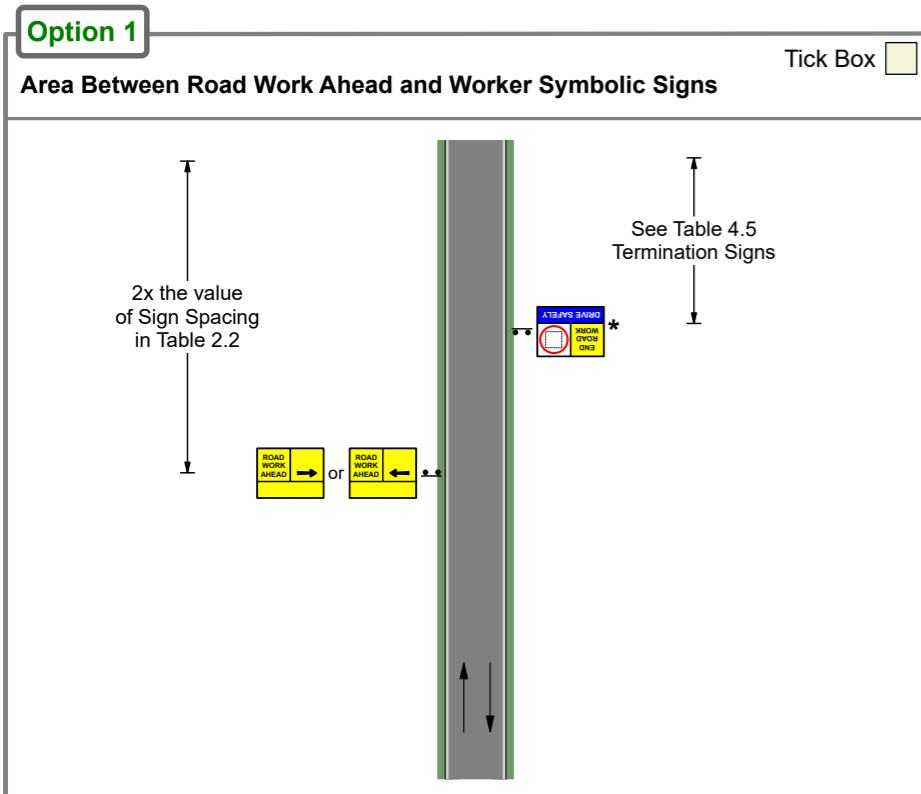 Option 1
Tick Box
Area Between Road Work Ahead and Worker Symbolic Signs
2x the value
of Sign Spacing
in Table 2.2
See Table 4.5
Termination Signs
DRIVE SAFELY
END
ROAD
WORK
*
ROAD
WORK
AHEAD
or
ROAD
WORK
AHEAD